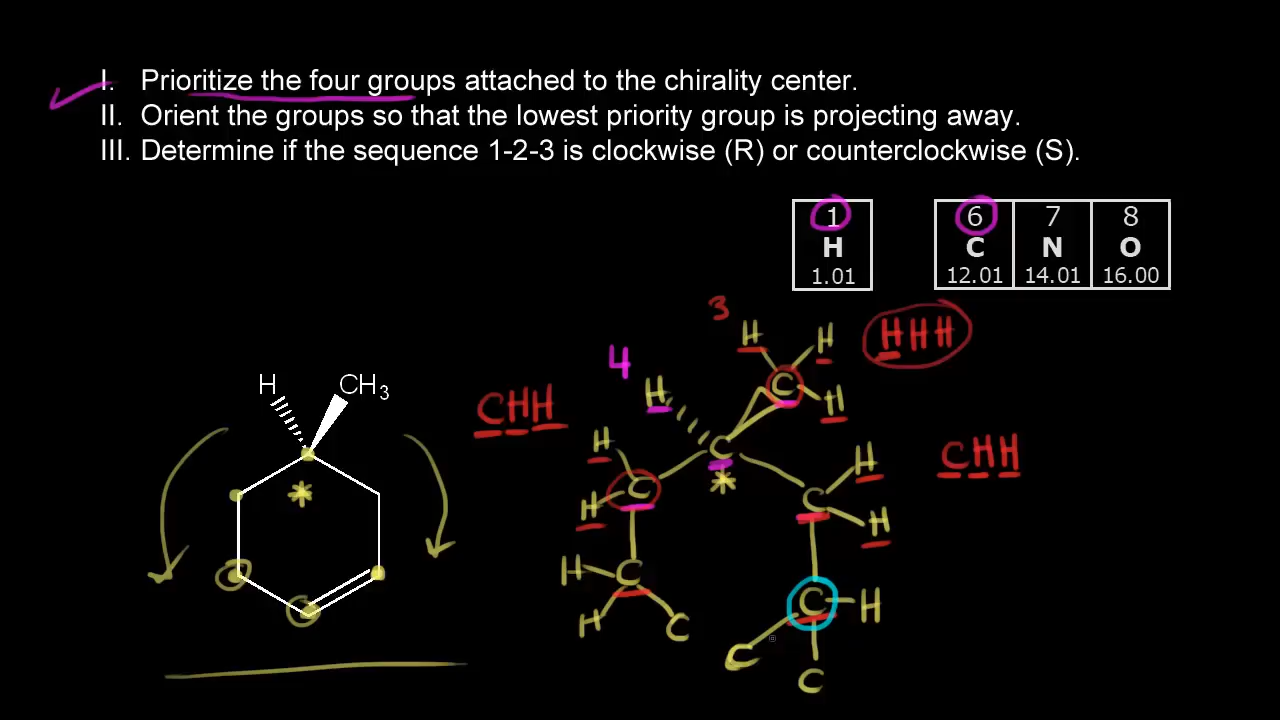 I. Prioritize the four groups attached to the chirality center.
II. Orient the groups so that the lowest priority group is projecting away.
III. Determine if the sequence 1-2-3 is clockwise (R) or counterclockwise (S).
1 6 7 8
H C N O
1.01 12.01 14.01 16.00
3
H H HHH
4
H CH3 H C H
CHH
H C CHH
* H
C * C
H H H
H C C H
H C C
C